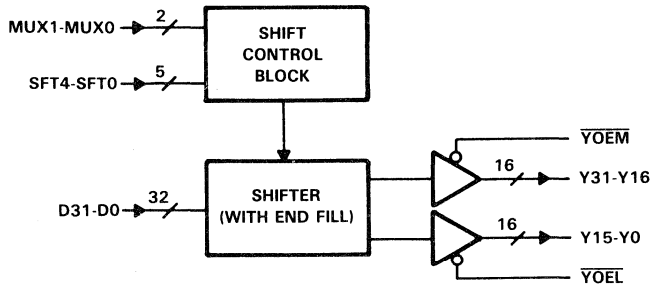 MUX1-MUX0
2
SHIFT
CONTROL
BLOCK
SFT4-SFT0
5
YOEM
16
Y31-Y16
D31-D0
32
SHIFTER
(WITH END FILL)
16
Y15-Y0
YOEL